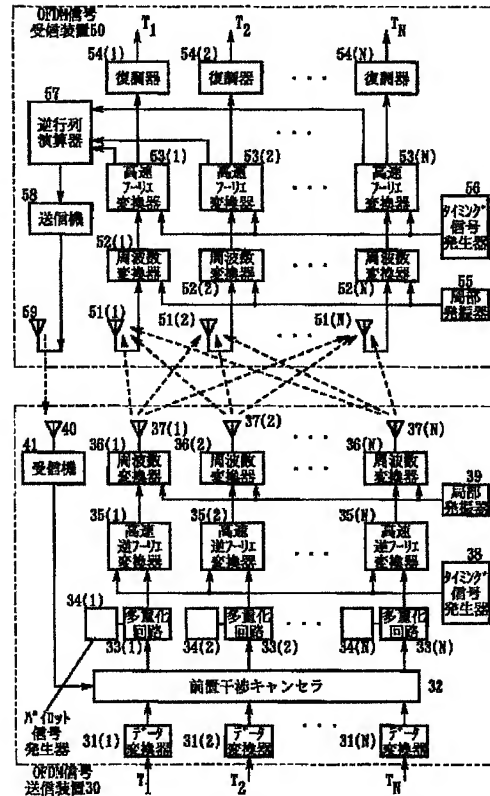 OFDM信号
受信装置50
T1
T2
TN
54(1)
54(2)
54(N)
復調器
復調器
・・・
復調器
57
逆行列
演算器
53(1)
53(2)
53(N)
高速
フーリエ
変換器
高速
フーリエ
変換器
・・・
高速
フーリエ
変換器
56
タイミング
信号
発生器
58
送信機
52(1)
52(2)
52(N)
周波数
変換器
周波数
変換器
・・・
周波数
変換器
55
局部
発振器
59
51(1)
51(2)
・・・
51(N)
40
37(1)
37(2)
・・・
37(N)
41
受信機
36(1)
36(2)
36(N)
周波数
変換器
周波数
変換器
・・・
周波数
変換器
39
局部
発振器
35(1)
35(2)
35(N)
高速
逆フーリエ
変換器
高速
逆フーリエ
変換器
・・・
高速
逆フーリエ
変換器
38
タイミング
信号
発生器
34(1)
多重化
回路
33(1)
34(2)
多重化
回路
33(2)
・・・
34(N)
多重化
回路
33(N)
前置干渉キャンセラ
32
パイロット
信号
発生器
31(1)
データ
変換器
31(2)
データ
変換器
・・・
31(N)
データ
変換器
OFDM信号
送信装置30
T1
T2
TN